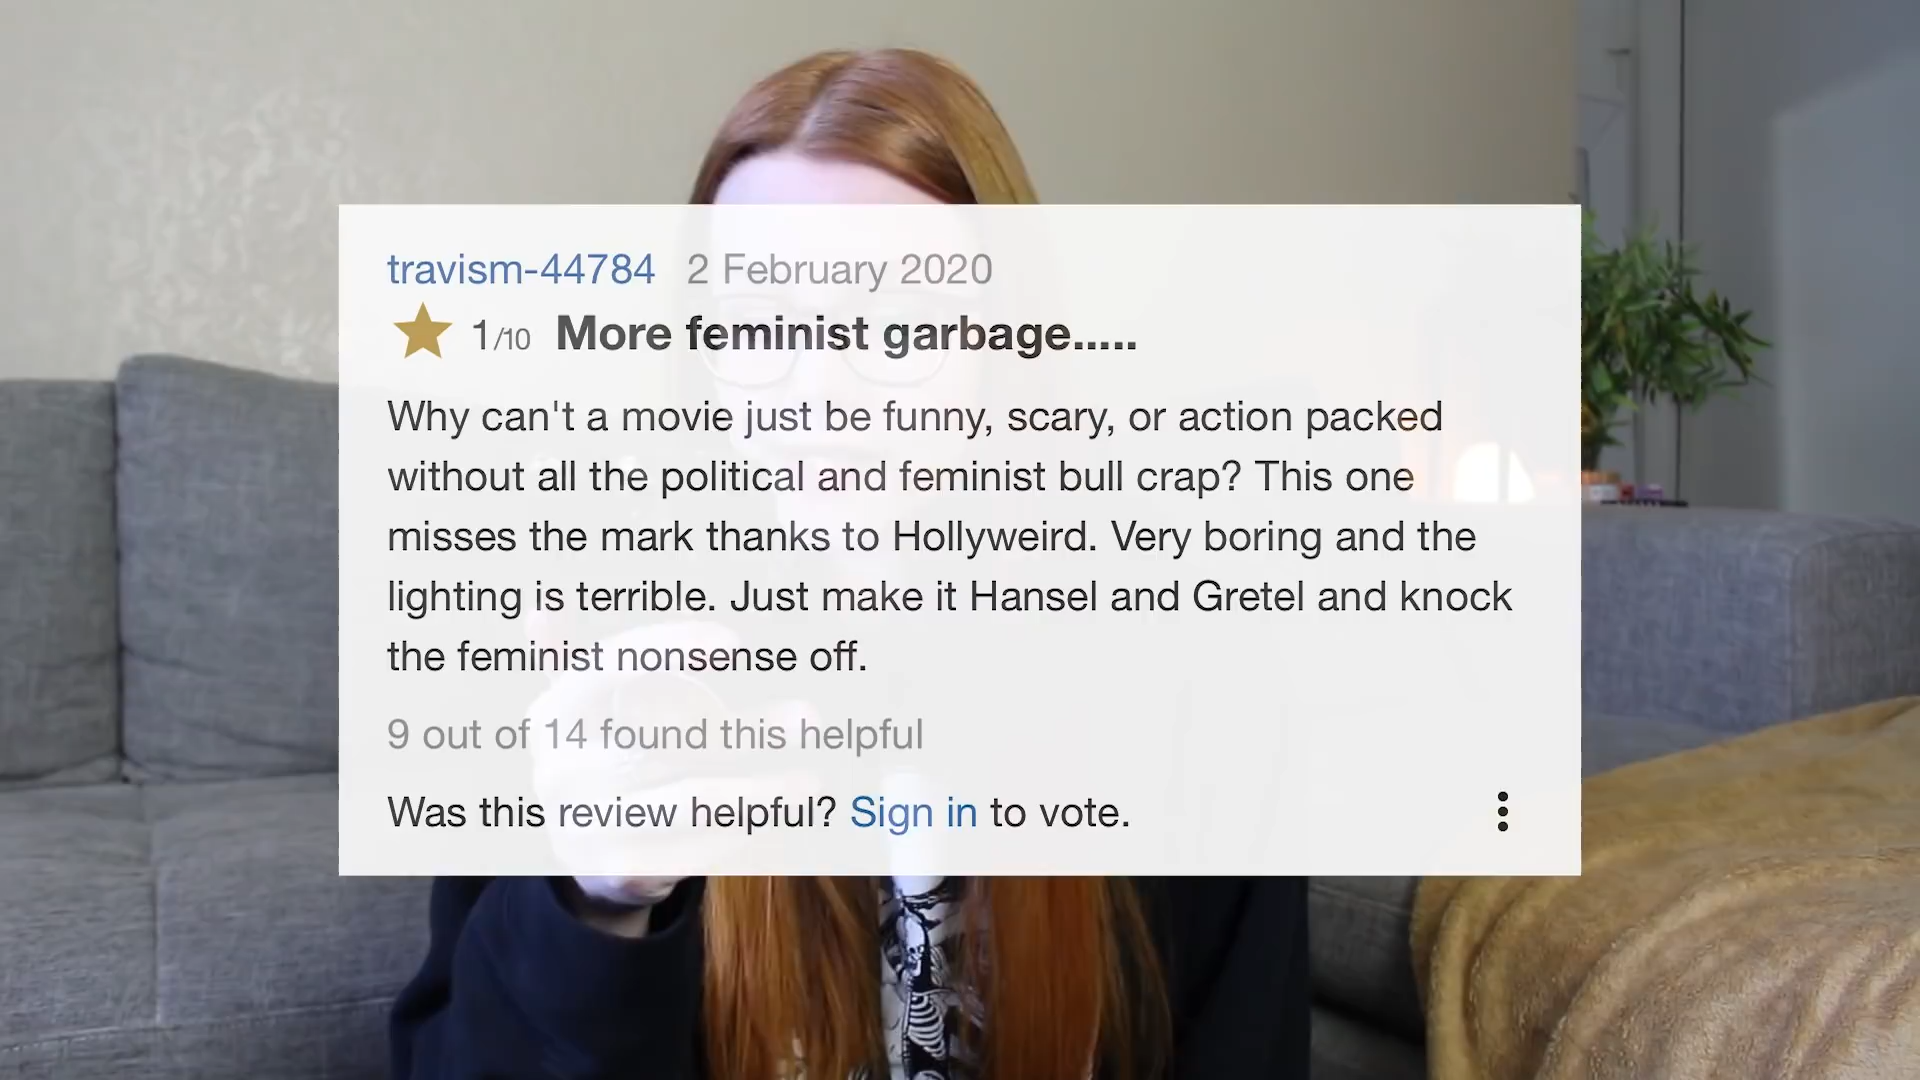 travism-44784 2 February 2020
1/10 More feminist garbage.....
Why can't a movie just be funny, scary, or action packed
without all the political and feminist bull crap? This one
misses the mark thanks to Hollyweird. Very boring and the
lighting is terrible. Just make it Hansel and Gretel and knock
the feminist nonsense off.
9 out of 14 found this helpful
Was this review helpful? Sign in to vote.